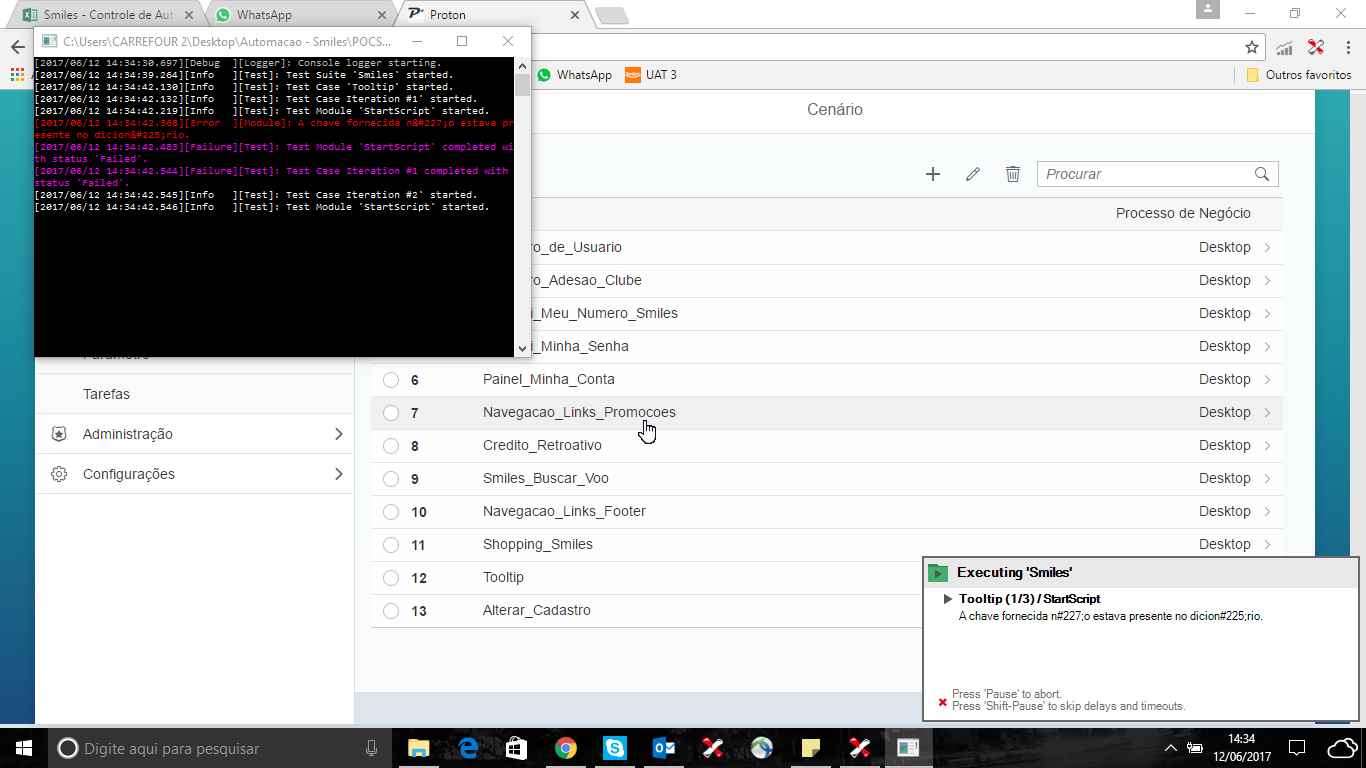 Smiles - Controle de Aut
WhatsApp
Proton
C:\Users\CARREFOUR 2\Desktop\Automacao - Smiles\POCS...
WhatsApp
UAT 3
Outros favoritos
[2017/06/12 14:34:30.697][Debug  ][Logger]: Console logger starting.
[2017/06/12 14:34:39.264][Info   ][Test]: Test Suite 'Smiles' started.
[2017/06/12 14:34:42.130][Info   ][Test]: Test Case 'Tooltip' started.
[2017/06/12 14:34:42.132][Info   ][Test]: Test Case Iteration #1' started.
[2017/06/12 14:34:42.219][Info   ][Test]: Test Module 'StartScript' started.
[2017/06/12 14:34:42.368][Error  ][Module]: A chave fornecida n&#227;o estava pr
esente no dicion&#225;rio.
[2017/06/12 14:34:42.483][Failure][Test]: Test Module 'StartScript' completed wi
th status 'Failed'.
[2017/06/12 14:34:42.544][Failure][Test]: Test Case Iteration #1 completed with
status 'Failed'.
[2017/06/12 14:34:42.545][Info   ][Test]: Test Case Iteration #2' started.
[2017/06/12 14:34:42.546][Info   ][Test]: Test Module 'StartScript' started.
Cenário
Procurar
Processo de Negócio
ro_de_Usuario Desktop
ro_Adesao_Clube Desktop
i_Meu_Numero_Smiles Desktop
i_Minha_Senha Desktop
6 Painel_Minha_Conta Desktop
7 Navegacao_Links_Promocoes Desktop
8 Credito_Retroativo Desktop
9 Smiles_Buscar_Voo Desktop
10 Navegacao_Links_Footer Desktop
11 Shopping_Smiles Desktop
12 Tooltip
13 Alterar_Cadastro
Parâmetro
Tarefas
Administração
Configurações
Executing 'Smiles'
Tooltip (1/3) / StartScript
A chave fornecida n#227;o estava presente no dicion#225;rio.
Press 'Pause' to abort.
Press 'Shift-Pause' to skip delays and timeouts.
Digite aqui para pesquisar
14:34
12/06/2017